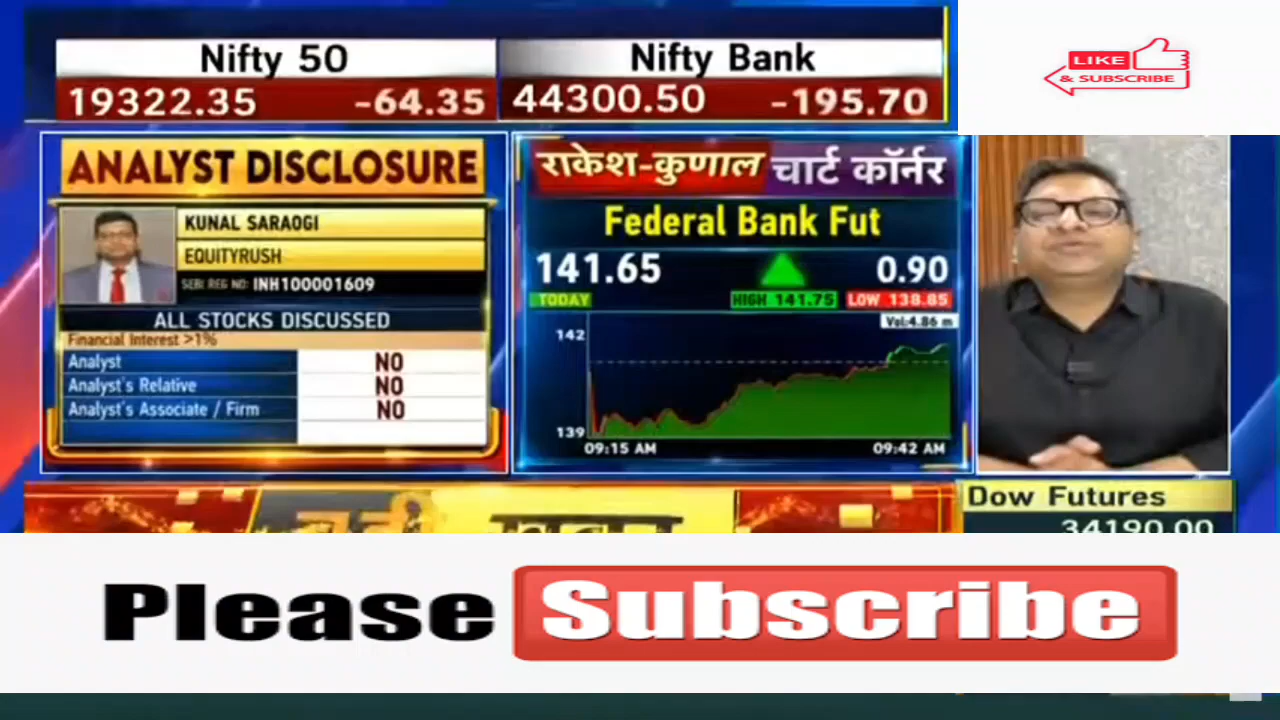 Nifty 50
19322.35 -64.35
Nifty Bank
44300.50 -195.70
LIKE
& SUBSCRIBE
ANALYST DISCLOSURE
KUNAL SARAOGI
EQUITYRUSH
SEBI REG NO: INH100001609
ALL STOCKS DISCUSSED
Financial Interest >1%
Analyst NO
Analyst's Relative NO
Analyst's Associate / Firm NO
राकेश-कुणाल चार्ट कॉर्नर
Federal Bank Fut
141.65 0.90
TODAY HIGH 141.75 LOW 138.85
Vol:4.86 m
142
139
09:15 AM 09:42 AM
Dow Futures
34190.00
Please Subscribe